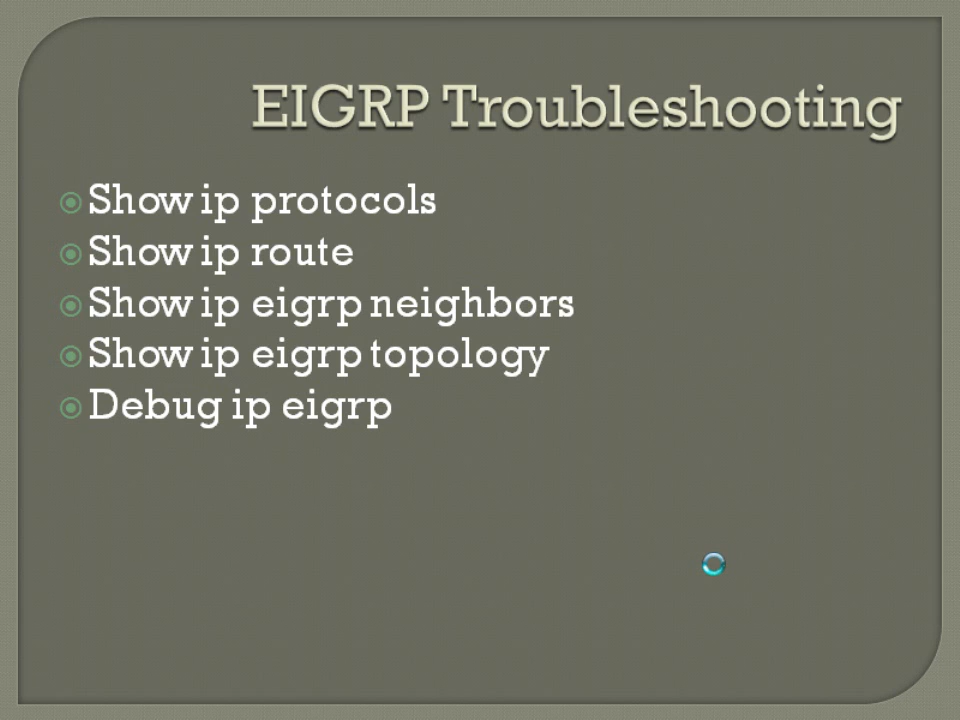 EIGRP Troubleshooting
Show ip protocols
Show ip route
Show ip eigrp neighbors
Show ip eigrp topology
Debug ip eigrp